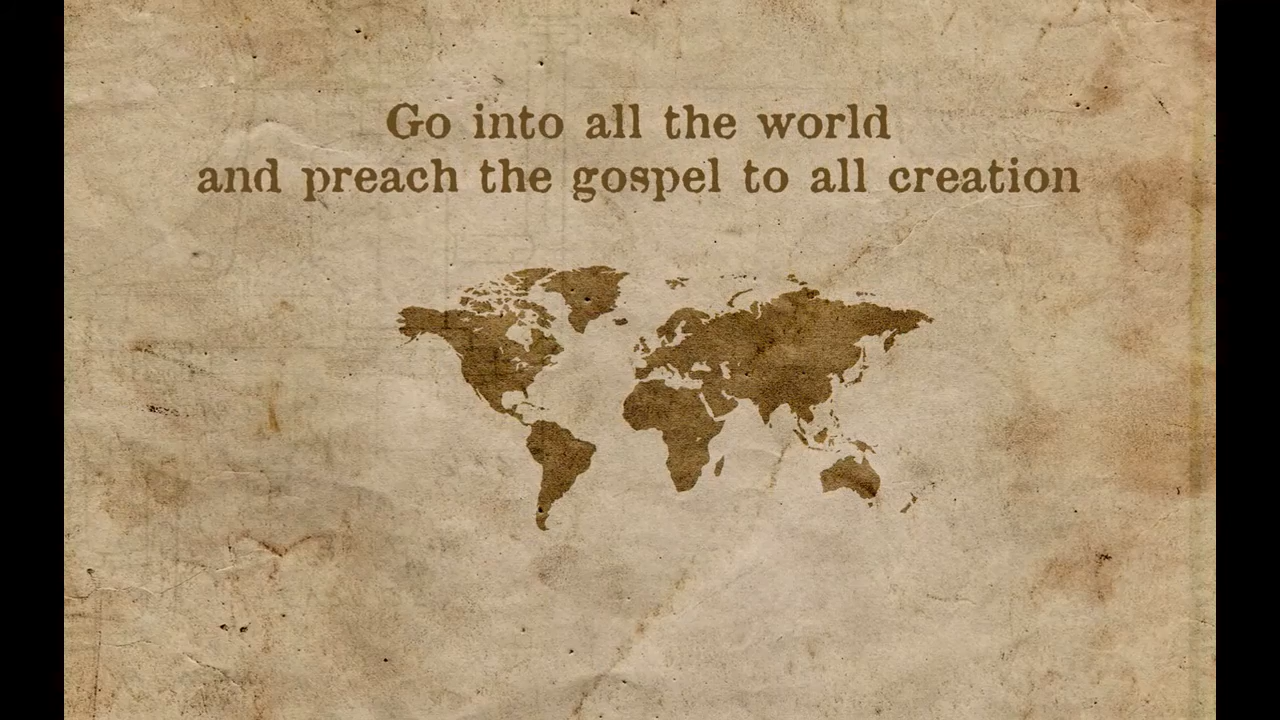 Go into all the world
and preach the gospel to all creation